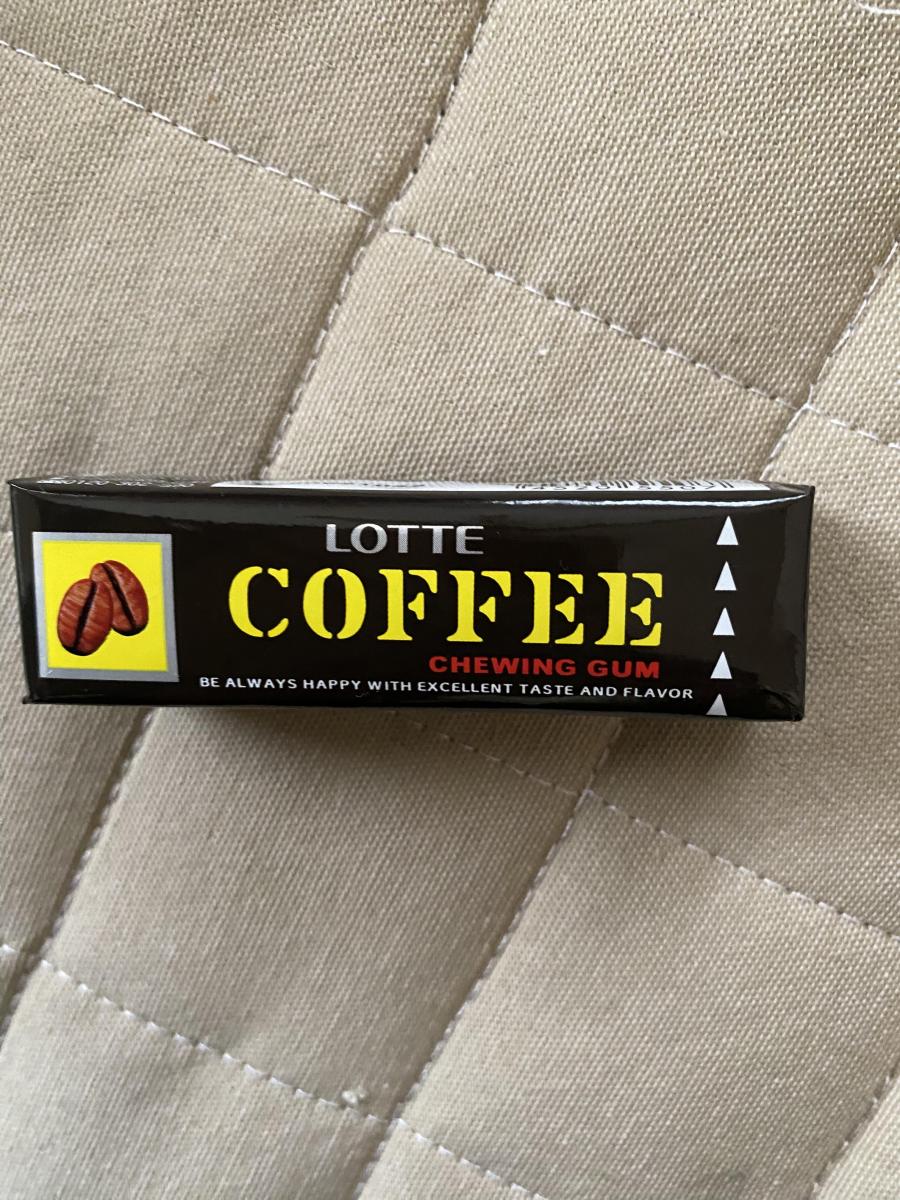 LOTTE
COFFEE
CHEWING GUM
BE ALWAYS HAPPY WITH EXCELLENT TASTE AND FLAVOR